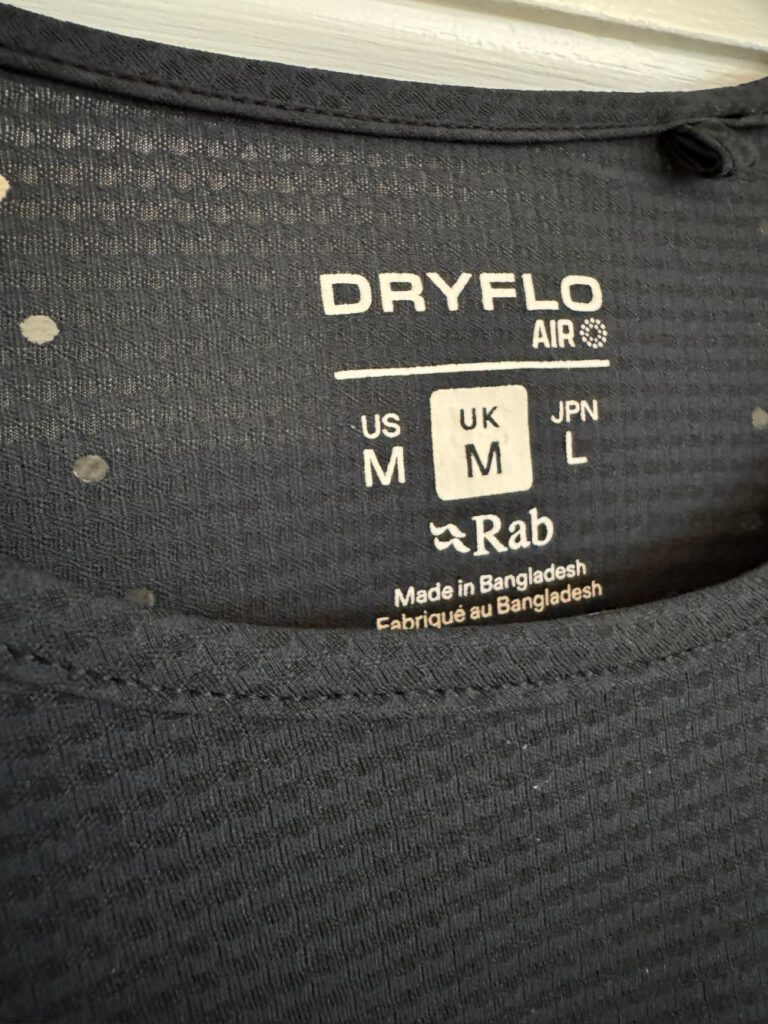 DRYFLO
AIR
US UK JPN
M M L
Rab
Made in Bangladesh
Fabriqué au Bangladesh